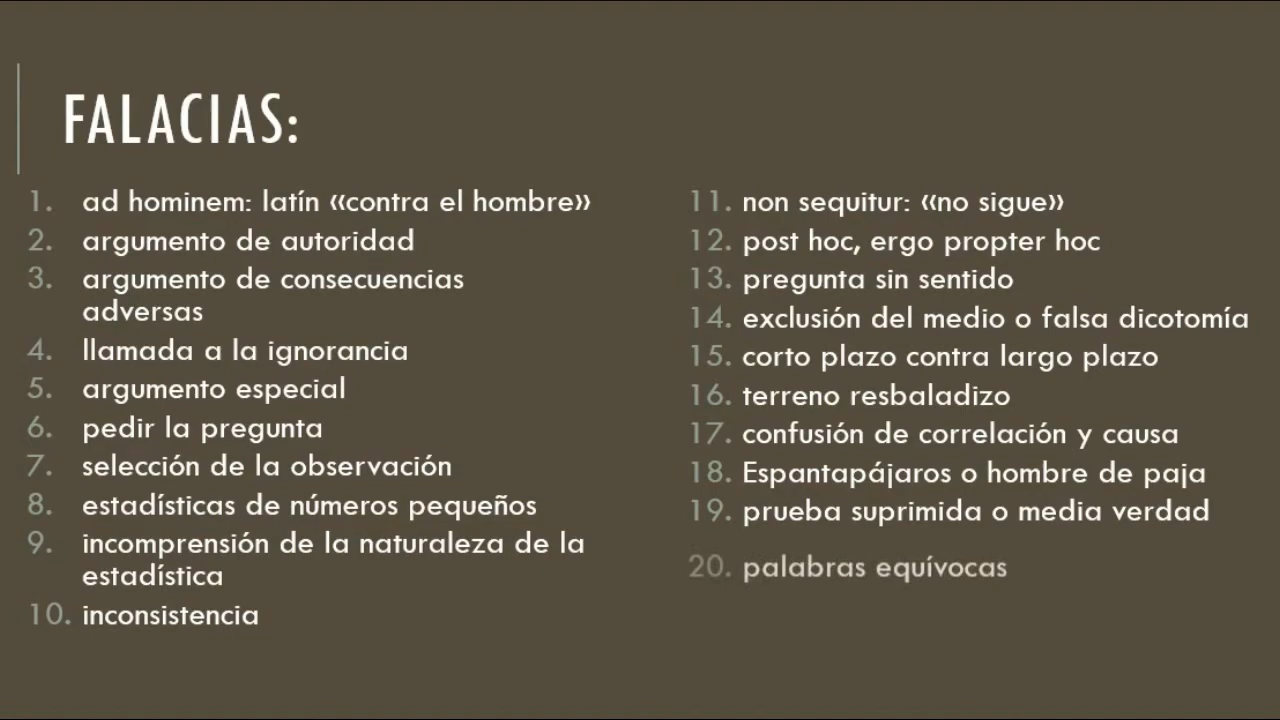 FALACIAS:
1. ad hominem: latín «contra el hombre»
2. argumento de autoridad
3. argumento de consecuencias
adversas
4. llamada a la ignorancia
5. argumento especial
6. pedir la pregunta
7. selección de la observación
8. estadísticas de números pequeños
9. incomprensión de la naturaleza de la
estadística
10. inconsistencia
11. non sequitur: «no sigue»
12. post hoc, ergo propter hoc
13. pregunta sin sentido
14. exclusión del medio o falsa dicotomía
15. corto plazo contra largo plazo
16. terreno resbaladizo
17. confusión de correlación y causa
18. Espantapájaros o hombre de paja
19. prueba suprimida o media verdad
20. palabras equívocas